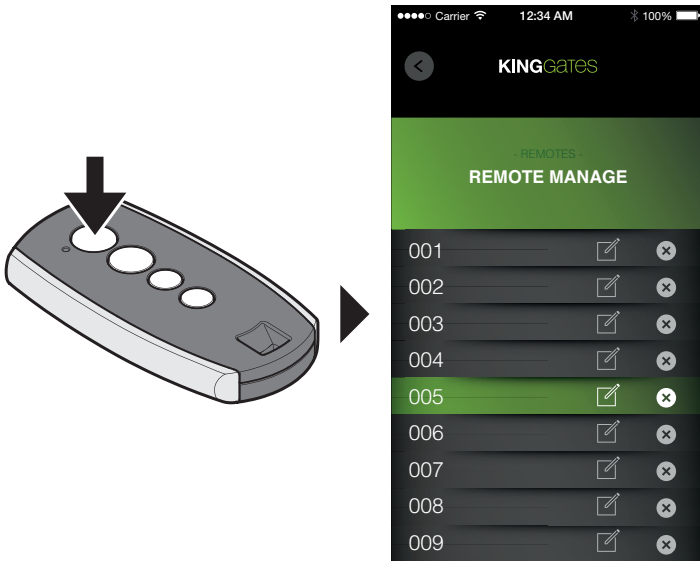 Carrier 12:34 AM 100%
KINGGATES
- REMOTES -
REMOTE MANAGE
001
002
003
004
005
006
007
008
009